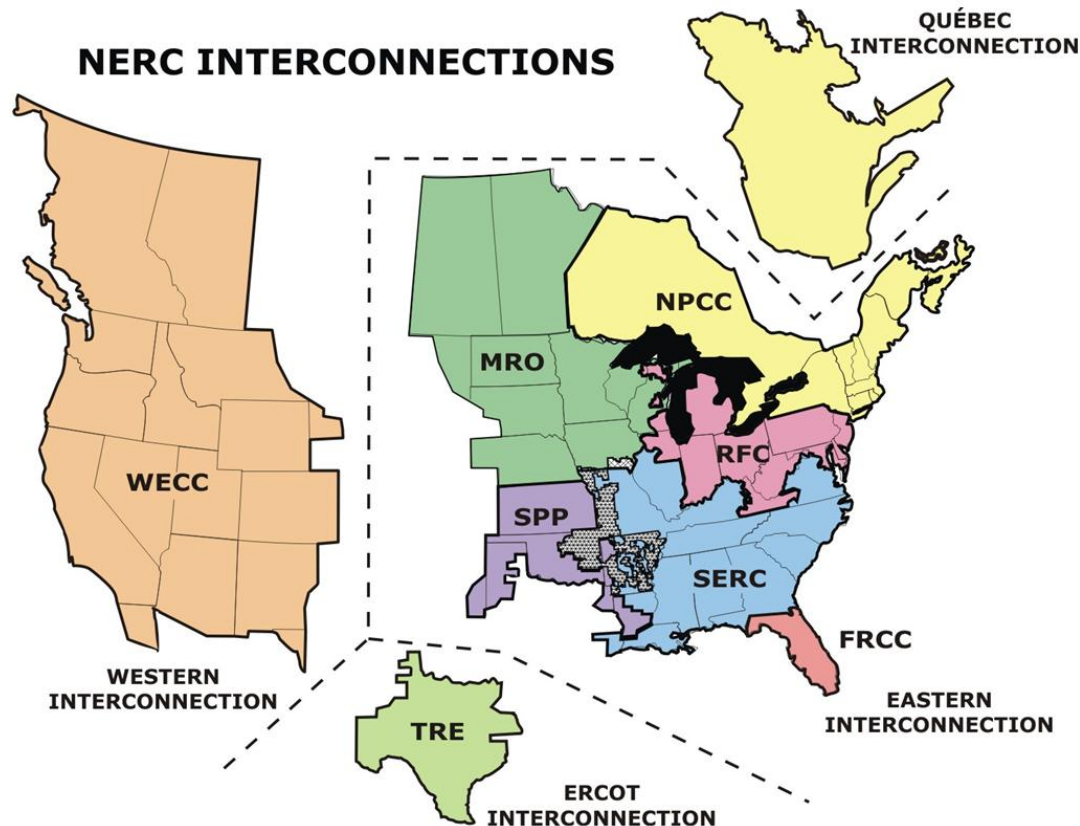 NERC INTERCONNECTIONS
QUÉBEC
INTERCONNECTION
NPCC
MRO
RFC
WECC
SPP
SERC
FRCC
WESTERN
INTERCONNECTION
EASTERN
INTERCONNECTION
TRE
ERCOT
INTERCONNECTION